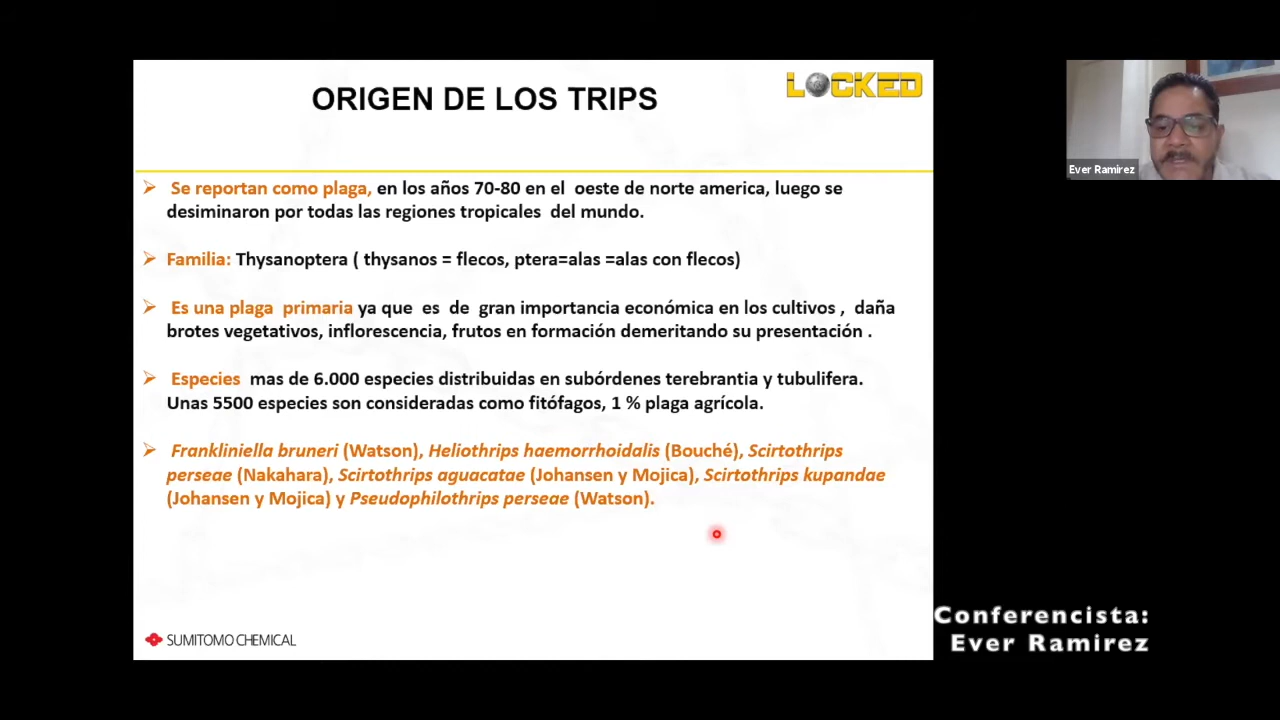 ORIGEN DE LOS TRIPS
LOCKED
Se reportan como plaga, en los años 70-80 en el oeste de norte america, luego se
desiminaron por todas las regiones tropicales del mundo.
Familia: Thysanoptera ( thysanos = flecos, ptera=alas =alas con flecos)
Es una plaga primaria ya que es de gran importancia económica en los cultivos , daña
brotes vegetativos, inflorescencia, frutos en formación demeritando su presentación .
Especies mas de 6.000 especies distribuidas en subórdenes terebrantia y tubulifera.
Unas 5500 especies son consideradas como fitófagos, 1 % plaga agrícola.
Frankliniella bruneri (Watson), Heliothrips haemorrhoidalis (Bouché), Scirtothrips
perseae (Nakahara), Scirtothrips aguacatae (Johansen y Mojica), Scirtothrips kupandae
(Johansen y Mojica) y Pseudophilothrips perseae (Watson).
SUMITOMO CHEMICAL
Ever Ramirez
Conferencista:
Ever Ramirez